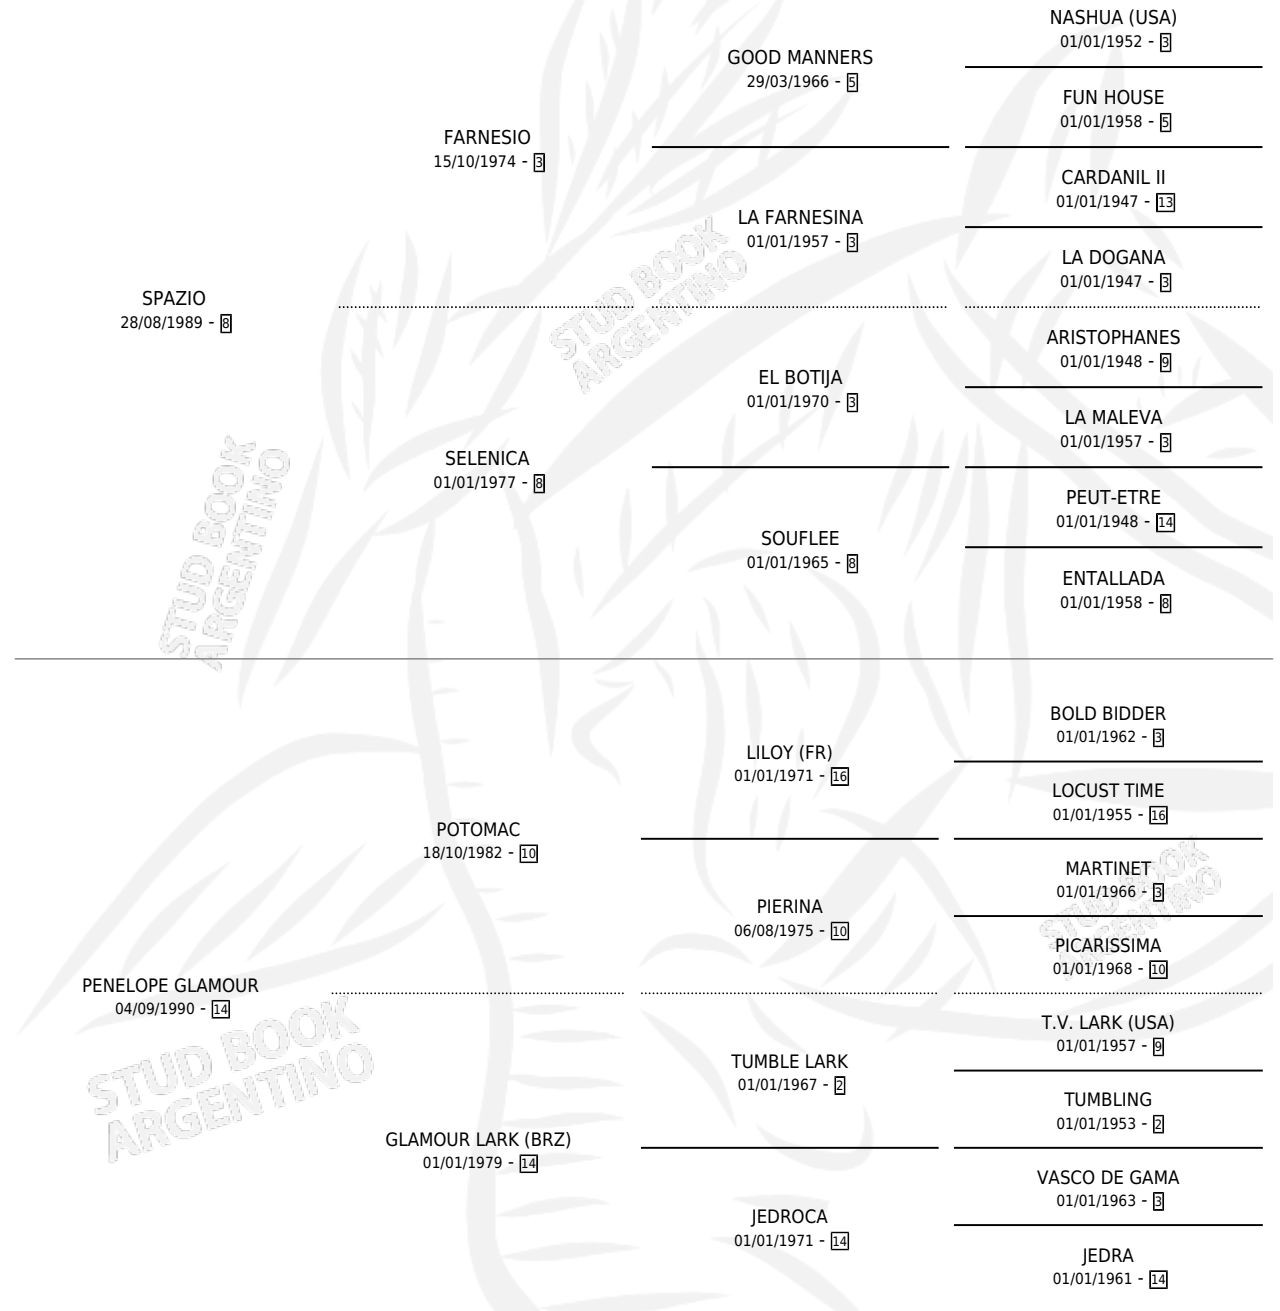 NASHUA (USA)
01/01/1952 - 3
GOOD MANNERS
29/03/1966 - 5
FUN HOUSE
01/01/1958 - 5
FARNESIO
15/10/1974 - 3
CARDANIL II
01/01/1947 - 13
LA FARNESINA
01/01/1957 - 3
LA DOGANA
01/01/1947 - 3
SPAZIO
28/08/1989 - 8
STUD BOOK
ARGENTINO
ARISTOPHANES
01/01/1948 - 9
EL BOTIJA
01/01/1970 - 3
LA MALEVA
01/01/1957 - 3
SELENICA
01/01/1977 - 8
PEUT-ETRE
01/01/1948 - 14
SOUFLEE
01/01/1965 - 8
ENTALLADA
01/01/1958 - 8
STUD BOOK
ARGENTINO
BOLD BIDDER
01/01/1962 - 3
LILOY (FR)
01/01/1971 - 16
LOCUST TIME
01/01/1955 - 16
POTOMAC
18/10/1982 - 10
MARTINET
01/01/1966 - 3
PIERINA
06/08/1975 - 10
STUD BOOK
ARGENTINO
PICARISSIMA
01/01/1968 - 10
PENELOPE GLAMOUR
04/09/1990 - 14
STUD BOOK
ARGENTINO
T.V. LARK (USA)
01/01/1957 - 9
TUMBLE LARK
01/01/1967 - 2
TUMBLING
01/01/1953 - 2
GLAMOUR LARK (BRZ)
01/01/1979 - 14
VASCO DE GAMA
01/01/1963 - 3
JEDROCA
01/01/1971 - 14
JEDRA
01/01/1961 - 14